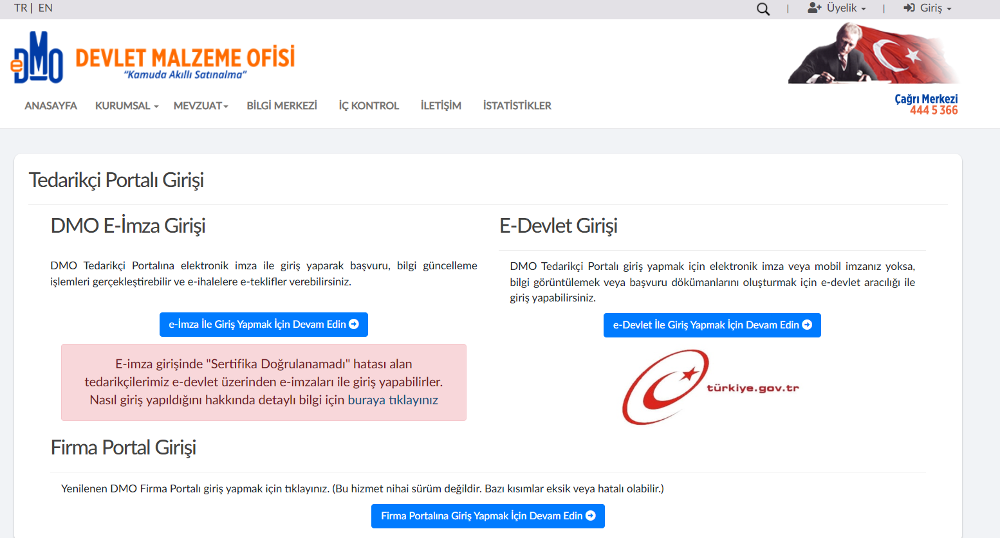 TR | EN
Üyelik | Giriş
eDMO
DEVLET MALZEME OFİSİ
"Kamuda Akıllı Satınalma"
ANASAYFA KURUMSAL MEVZUAT BİLGİ MERKEZİ İÇ KONTROL İLETİŞİM İSTATİSTİKLER
Çağrı Merkezi
444 5 366
Tedarikçi Portalı Girişi
DMO E-İmza Girişi
DMO Tedarikçi Portalına elektronik imza ile giriş yaparak başvuru, bilgi güncelleme
işlemleri gerçekleştirebilir ve e-ihalelere e-teklifler verebilirsiniz.
e-İmza İle Giriş Yapmak İçin Devam Edin
E-imza girişinde "Sertifika Doğrulanamadı" hatası alan
tedarikçilerimiz e-devlet üzerinden e-imzaları ile giriş yapabilirler.
Nasıl giriş yapıldığını hakkında detaylı bilgi için buraya tıklayınız
E-Devlet Girişi
DMO Tedarikçi Portalı giriş yapmak için elektronik imza veya mobil imzanız yoksa,
bilgi görüntülemek veya başvuru dökümanlarını oluşturmak için e-devlet aracılığı ile
giriş yapabilirsiniz.
e-Devlet İle Giriş Yapmak İçin Devam Edin
türkiye.gov.tr
Firma Portal Girişi
Yenilenen DMO Firma Portalı giriş yapmak için tıklayınız. (Bu hizmet nihai sürüm değildir. Bazı kısımlar eksik veya hatalı olabilir.)
Firma Portalına Giriş Yapmak İçin Devam Edin